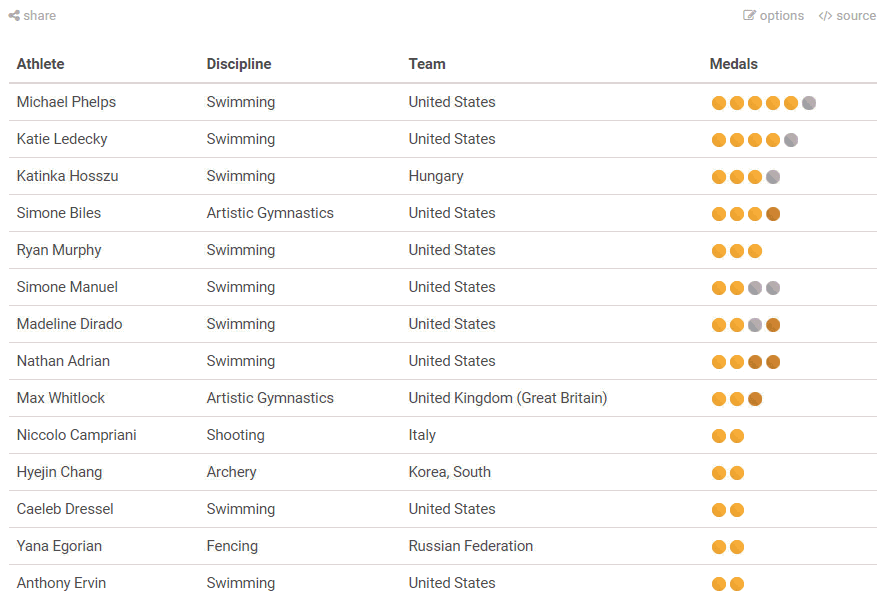 share options </> source
Athlete Discipline Team Medals
Michael Phelps Swimming United States
Katie Ledecky Swimming United States
Katinka Hosszu Swimming Hungary
Simone Biles Artistic Gymnastics United States
Ryan Murphy Swimming United States
Simone Manuel Swimming United States
Madeline Dirado Swimming United States
Nathan Adrian Swimming United States
Max Whitlock Artistic Gymnastics United Kingdom (Great Britain)
Niccolo Campriani Shooting Italy
Hyejin Chang Archery Korea, South
Caeleb Dressel Swimming United States
Yana Egorian Fencing Russian Federation
Anthony Ervin Swimming United States